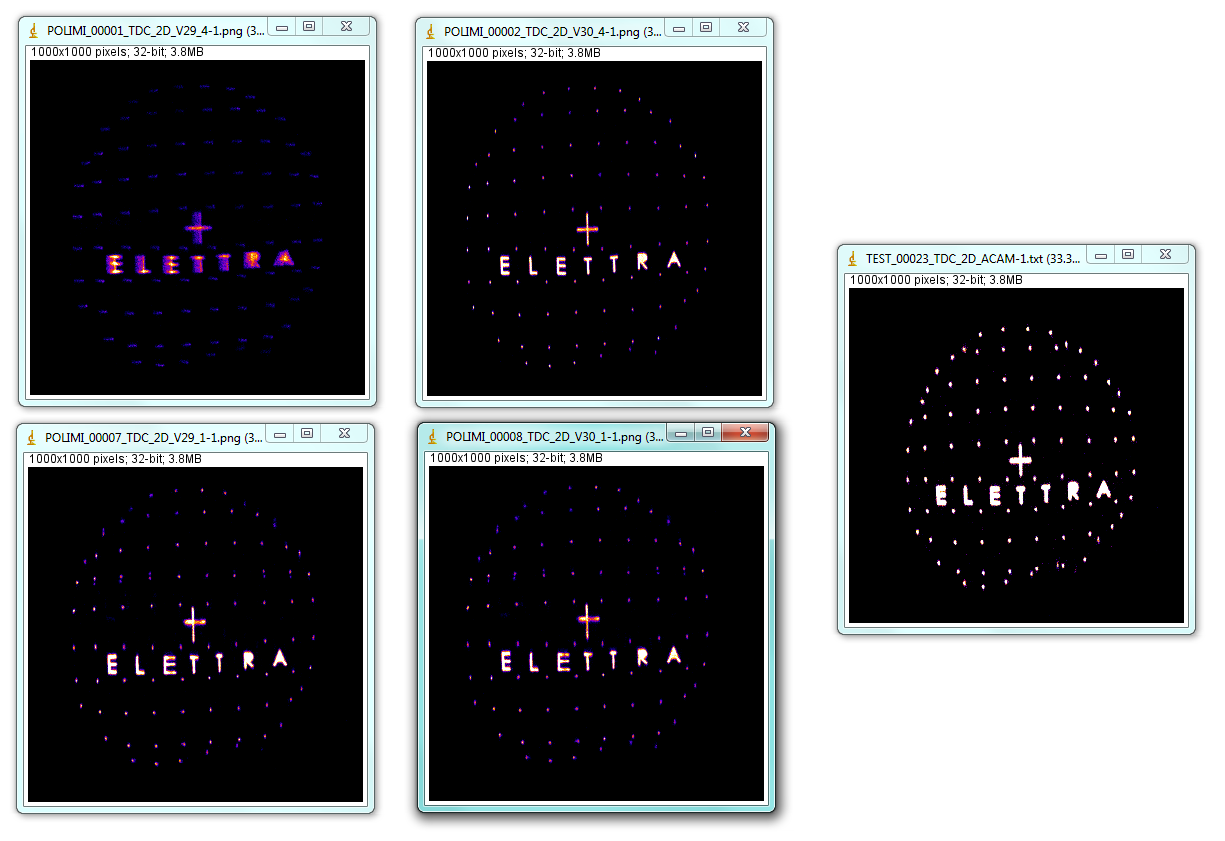 POLIMI_00001_TDC_2D_V29_4-1.png (3...
1000x1000 pixels; 32-bit; 3.8MB
ELETTRA
POLIMI_00002_TDC_2D_V30_4-1.png (3...
1000x1000 pixels; 32-bit; 3.8MB
ELETTRA
TEST_00023_TDC_2D_ACAM-1.txt (33.3...
1000x1000 pixels; 32-bit; 3.8MB
ELETTRA
POLIMI_00007_TDC_2D_V29_1-1.png (3...
1000x1000 pixels; 32-bit; 3.8MB
ELETTRA
POLIMI_00008_TDC_2D_V30_1-1.png (3...
1000x1000 pixels; 32-bit; 3.8MB
ELETTRA